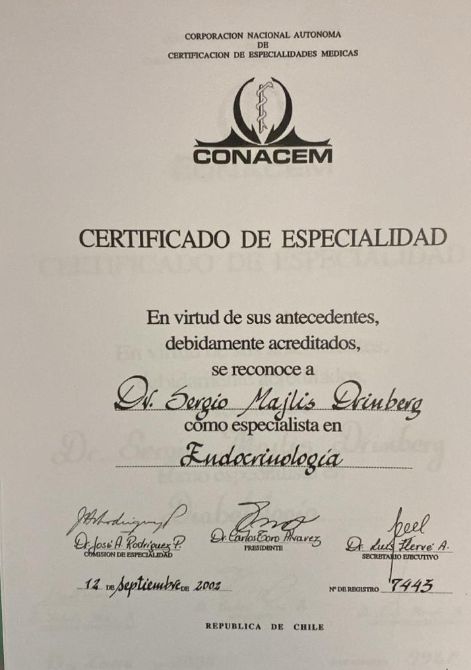 CORPORACION NACIONAL AUTONOMA
DE
CERTIFICACION DE ESPECIALIDADES MEDICAS
CONACEM
CERTIFICADO DE ESPECIALIDAD
En virtud de sus antecedentes,
debidamente acreditados,
se reconoce a
Dr. Sergio Majlis Drinberg
como especialista en
Endocrinología
Dr. José A. Rodríguez P. Dr. Carlos Toro Alvarez Dr. Luis Hervé A.
COMISION DE ESPECIALIDAD PRESIDENTE SECRETARIO EJECUTIVO
12 DE Septiembre DE 2002 Nº DE REGISTRO 7443
REPUBLICA DE CHILE